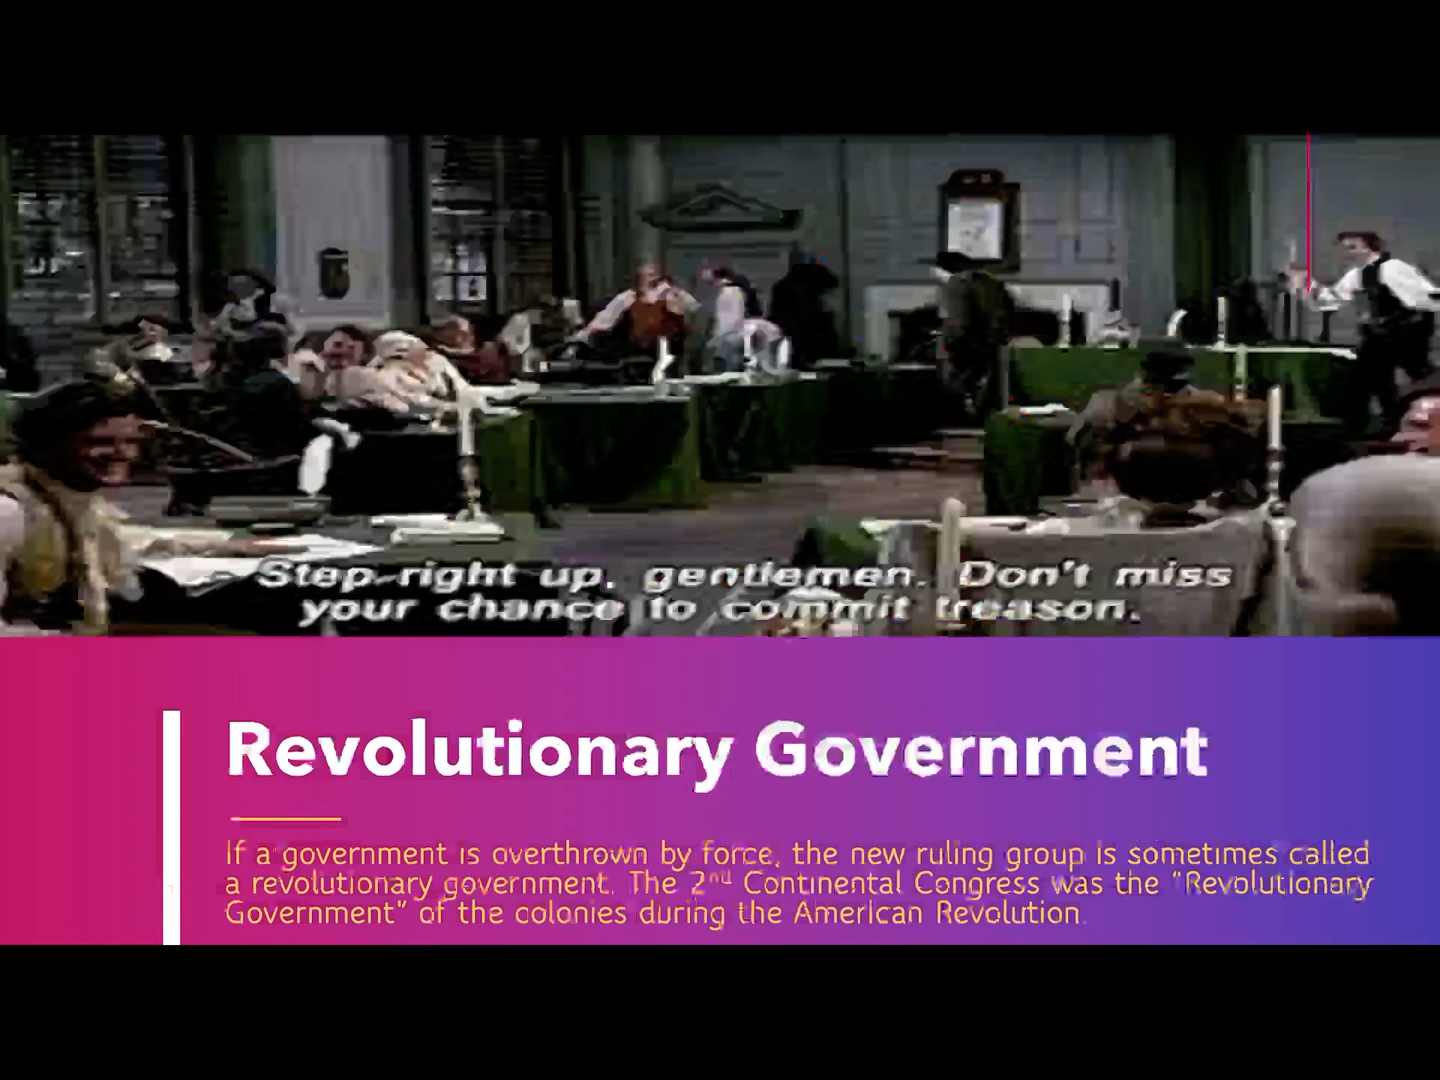 - Step right up, gentlemen. Don't miss
your chance to commit treason.
Revolutionary Government
If a government is overthrown by force, the new ruling group is sometimes called
a revolutionary government. The 2nd Continental Congress was the "Revolutionary
Government" of the colonies during the American Revolution.